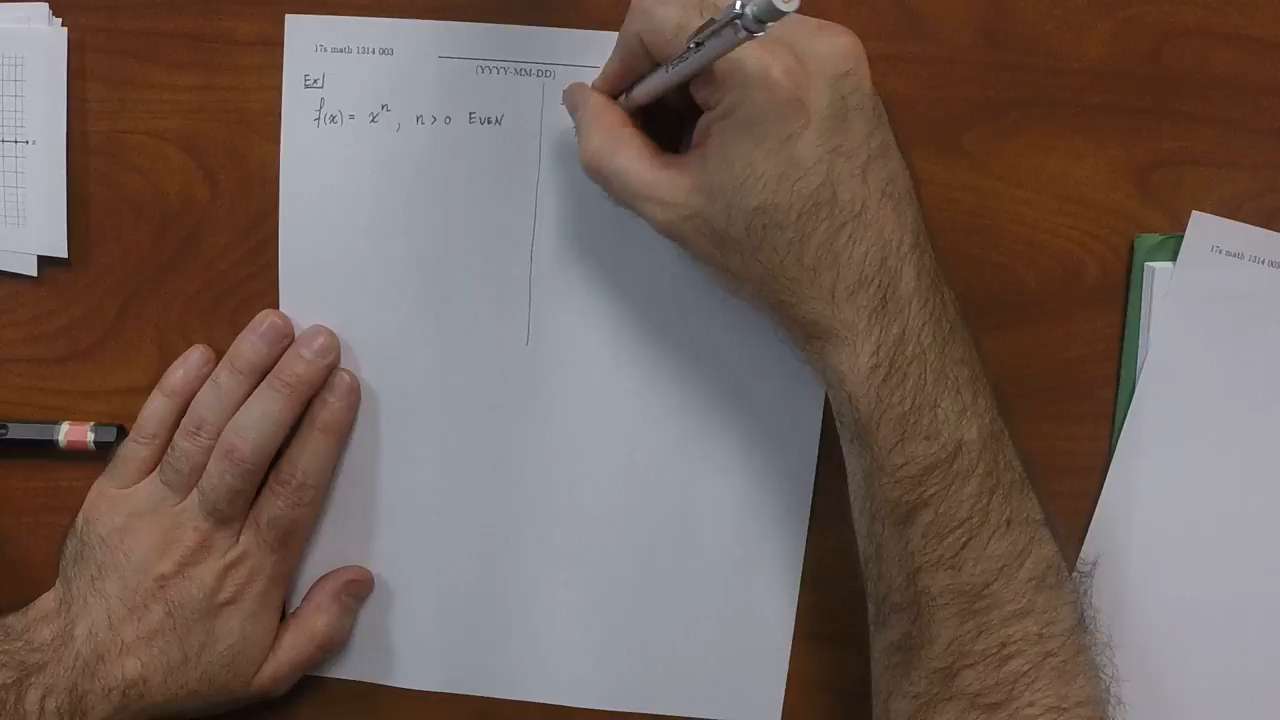 17s math 1314 003
(YYYY-MM-DD)
Ex
f(x) = x^n , n > 0 EVEN
17s math 1314 003